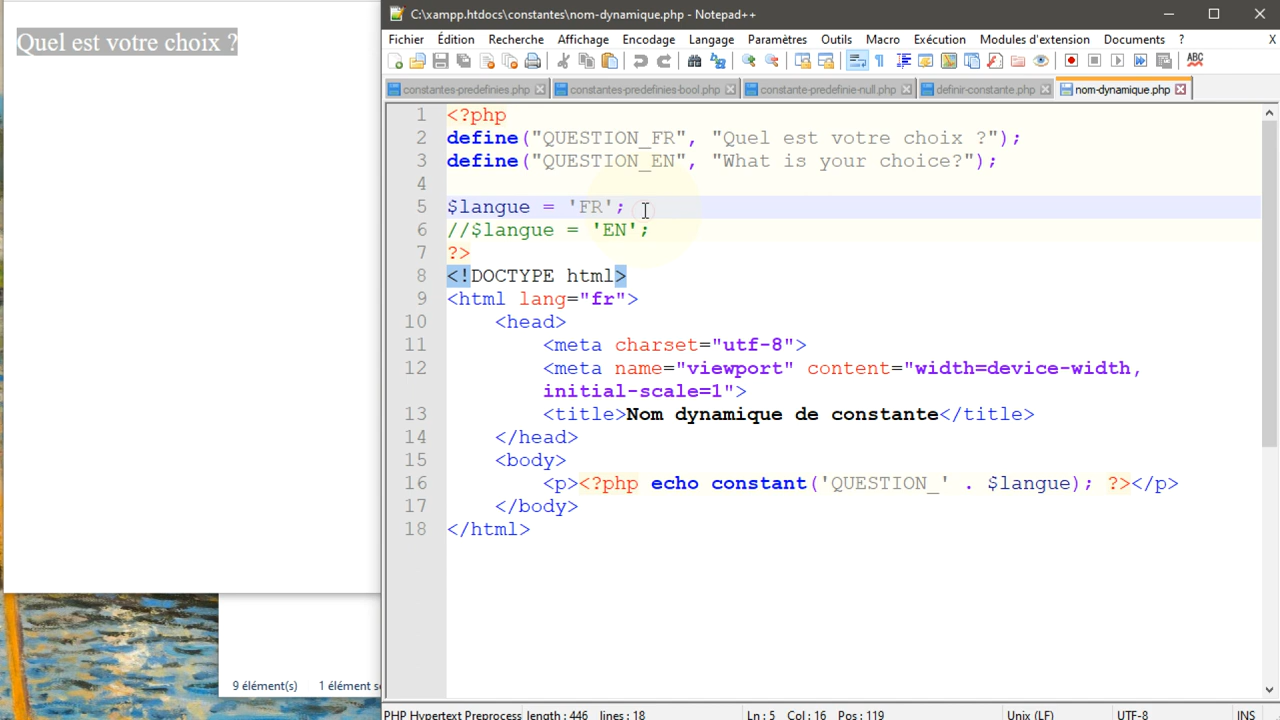 Quel est votre choix ?
C:\xampp.htdocs\constantes\nom-dynamique.php - Notepad++
Fichier Édition Recherche Affichage Encodage Langage Paramètres Outils Macro Exécution Modules d'extension Documents ? X
constantes-predefinies.php constantes-predefinies-bool.php constante-predefinie-null.php definir-constante.php nom-dynamique.php
1 <?php
2 define("QUESTION_FR", "Quel est votre choix ?");
3 define("QUESTION_EN", "What is your choice?");
4
5 $langue = 'FR';
6 //$langue = 'EN';
7 ?>
8 <!DOCTYPE html>
9 <html lang="fr">
10 <head>
11 <meta charset="utf-8">
12 <meta name="viewport" content="width=device-width,
initial-scale=1">
13 <title>Nom dynamique de constante</title>
14 </head>
15 <body>
16 <p><?php echo constant('QUESTION_' . $langue); ?></p>
17 </body>
18 </html>
9 élément(s) 1 élément s
PHP Hypertext Preprocess length : 446 lines : 18 Ln : 5 Col : 16 Pos : 119 Unix (LF) UTF-8 INS